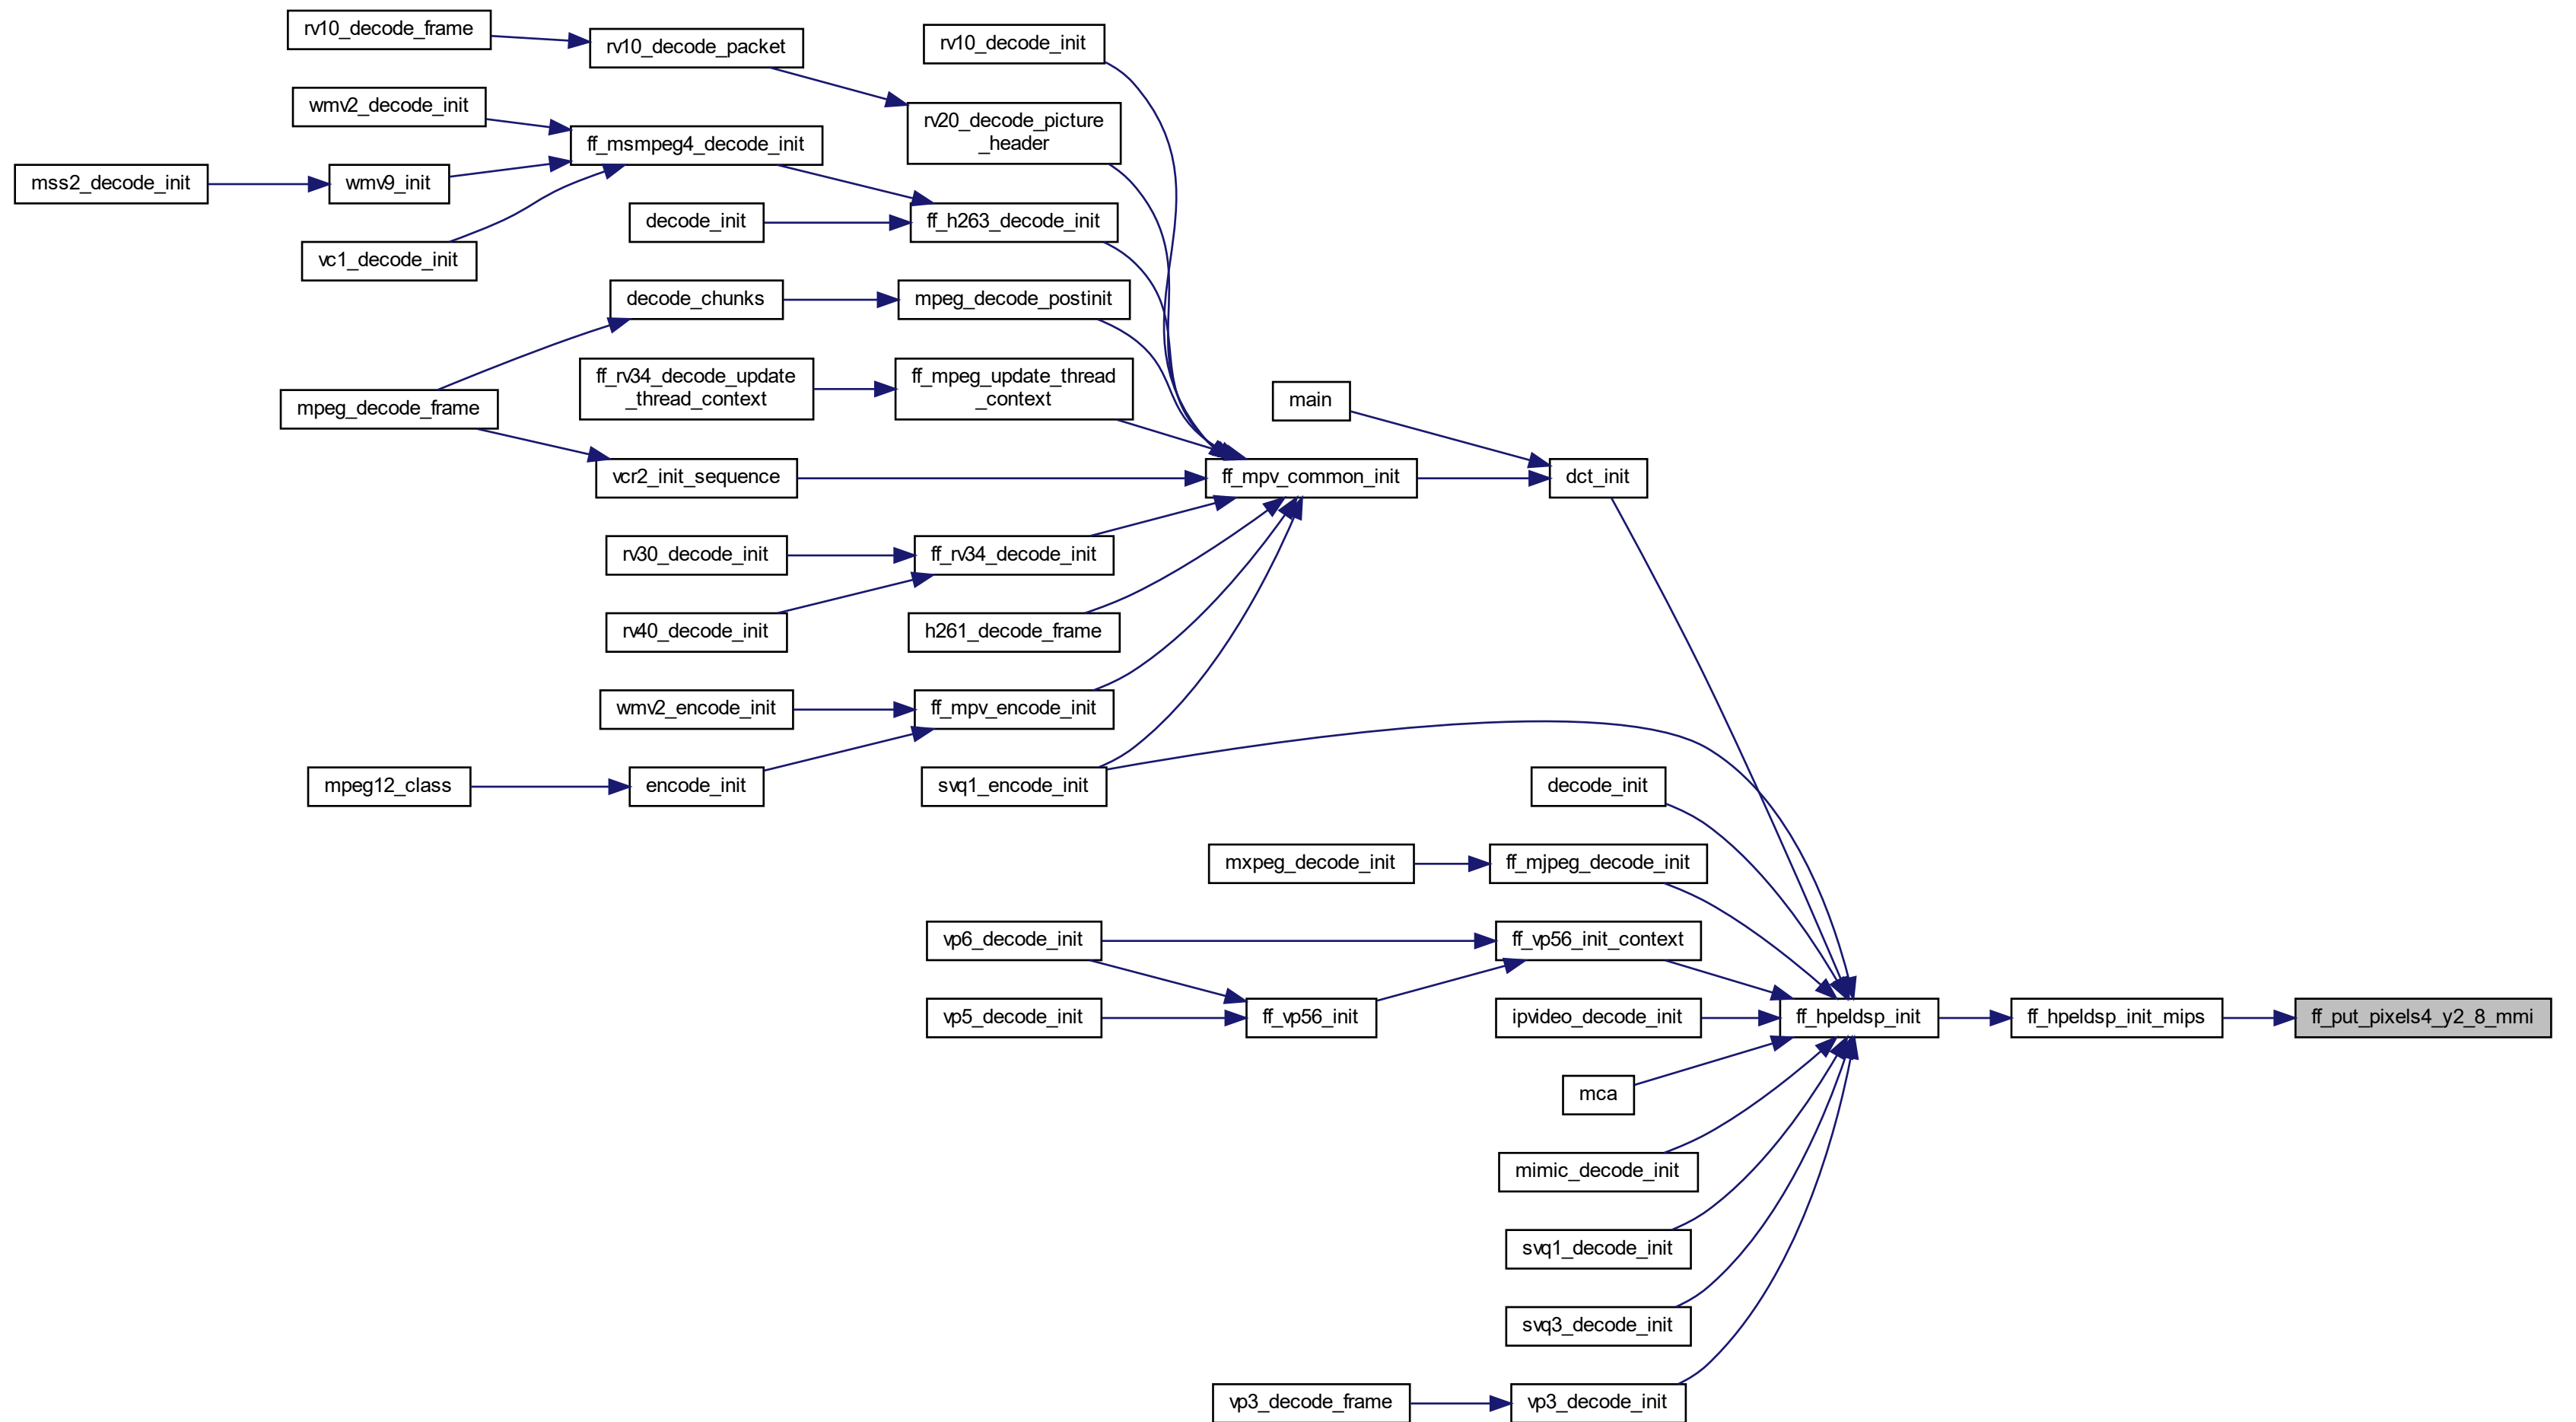 rv10_decode_frame
rv10_decode_packet
rv10_decode_init
wmv2_decode_init
rv20_decode_picture
_header
ff_msmpeg4_decode_init
mss2_decode_init
wmv9_init
decode_init
ff_h263_decode_init
vc1_decode_init
decode_chunks
mpeg_decode_postinit
ff_rv34_decode_update
_thread_context
ff_mpeg_update_thread
_context
main
mpeg_decode_frame
vcr2_init_sequence
ff_mpv_common_init
dct_init
rv30_decode_init
ff_rv34_decode_init
rv40_decode_init
h261_decode_frame
wmv2_encode_init
ff_mpv_encode_init
mpeg12_class
encode_init
svq1_encode_init
decode_init
mxpeg_decode_init
ff_mjpeg_decode_init
vp6_decode_init
ff_vp56_init_context
vp5_decode_init
ff_vp56_init
ipvideo_decode_init
ff_hpeldsp_init
ff_hpeldsp_init_mips
ff_put_pixels4_y2_8_mmi
mca
mimic_decode_init
svq1_decode_init
svq3_decode_init
vp3_decode_frame
vp3_decode_init